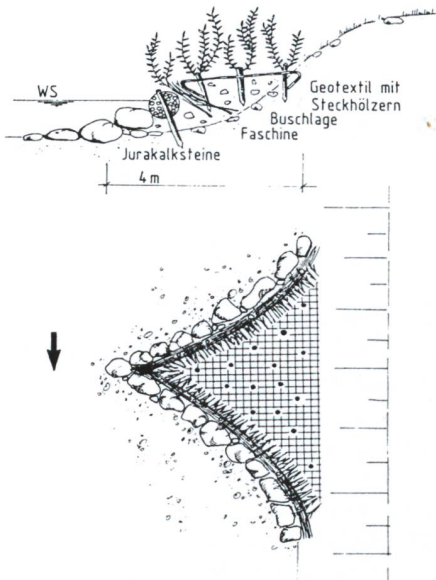 WS
Geotextil mit
Steckhölzern
Buschlage
Faschine
Jurakalksteine
4 m